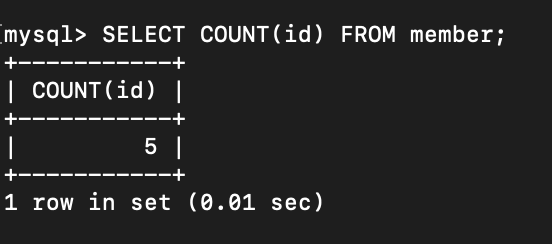 [mysql> SELECT COUNT(id) FROM member;
+-----------+
| COUNT(id) |
+-----------+
|         5 |
+-----------+
1 row in set (0.01 sec)